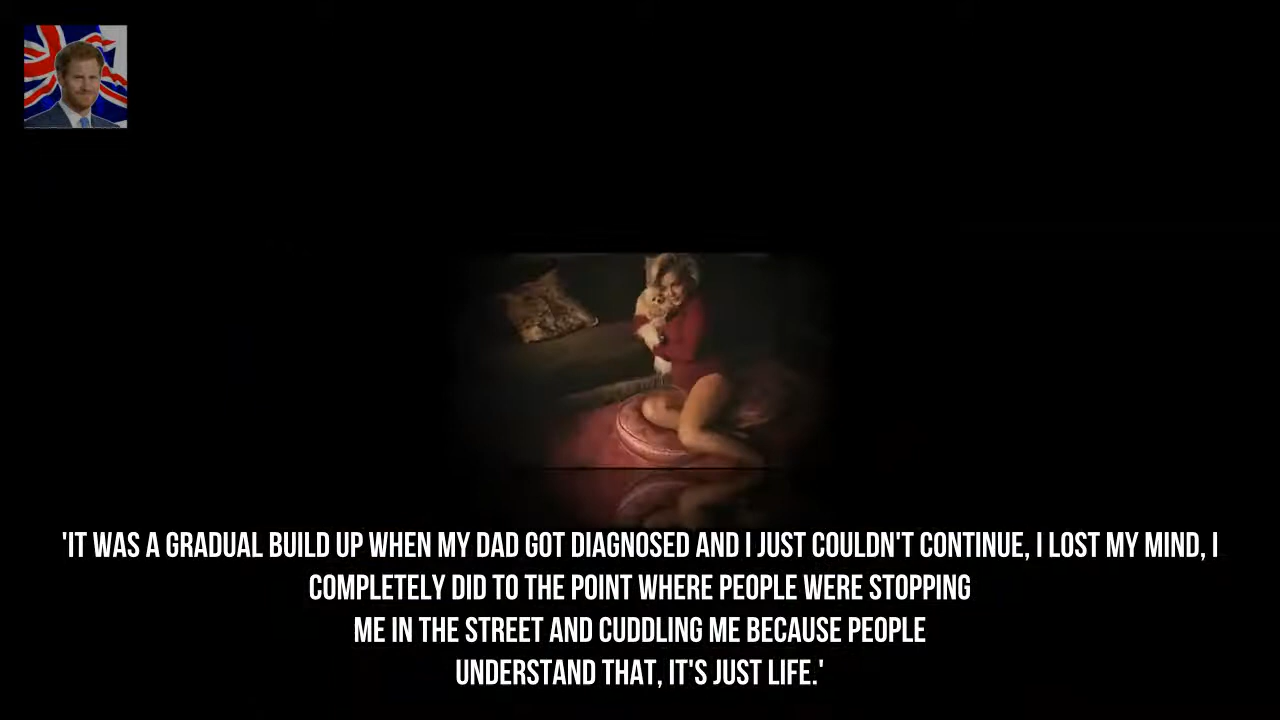 'IT WAS A GRADUAL BUILD UP WHEN MY DAD GOT DIAGNOSED AND I JUST COULDN'T CONTINUE, I LOST MY MIND, I
COMPLETELY DID TO THE POINT WHERE PEOPLE WERE STOPPING
ME IN THE STREET AND CUDDLING ME BECAUSE PEOPLE
UNDERSTAND THAT, IT'S JUST LIFE.'